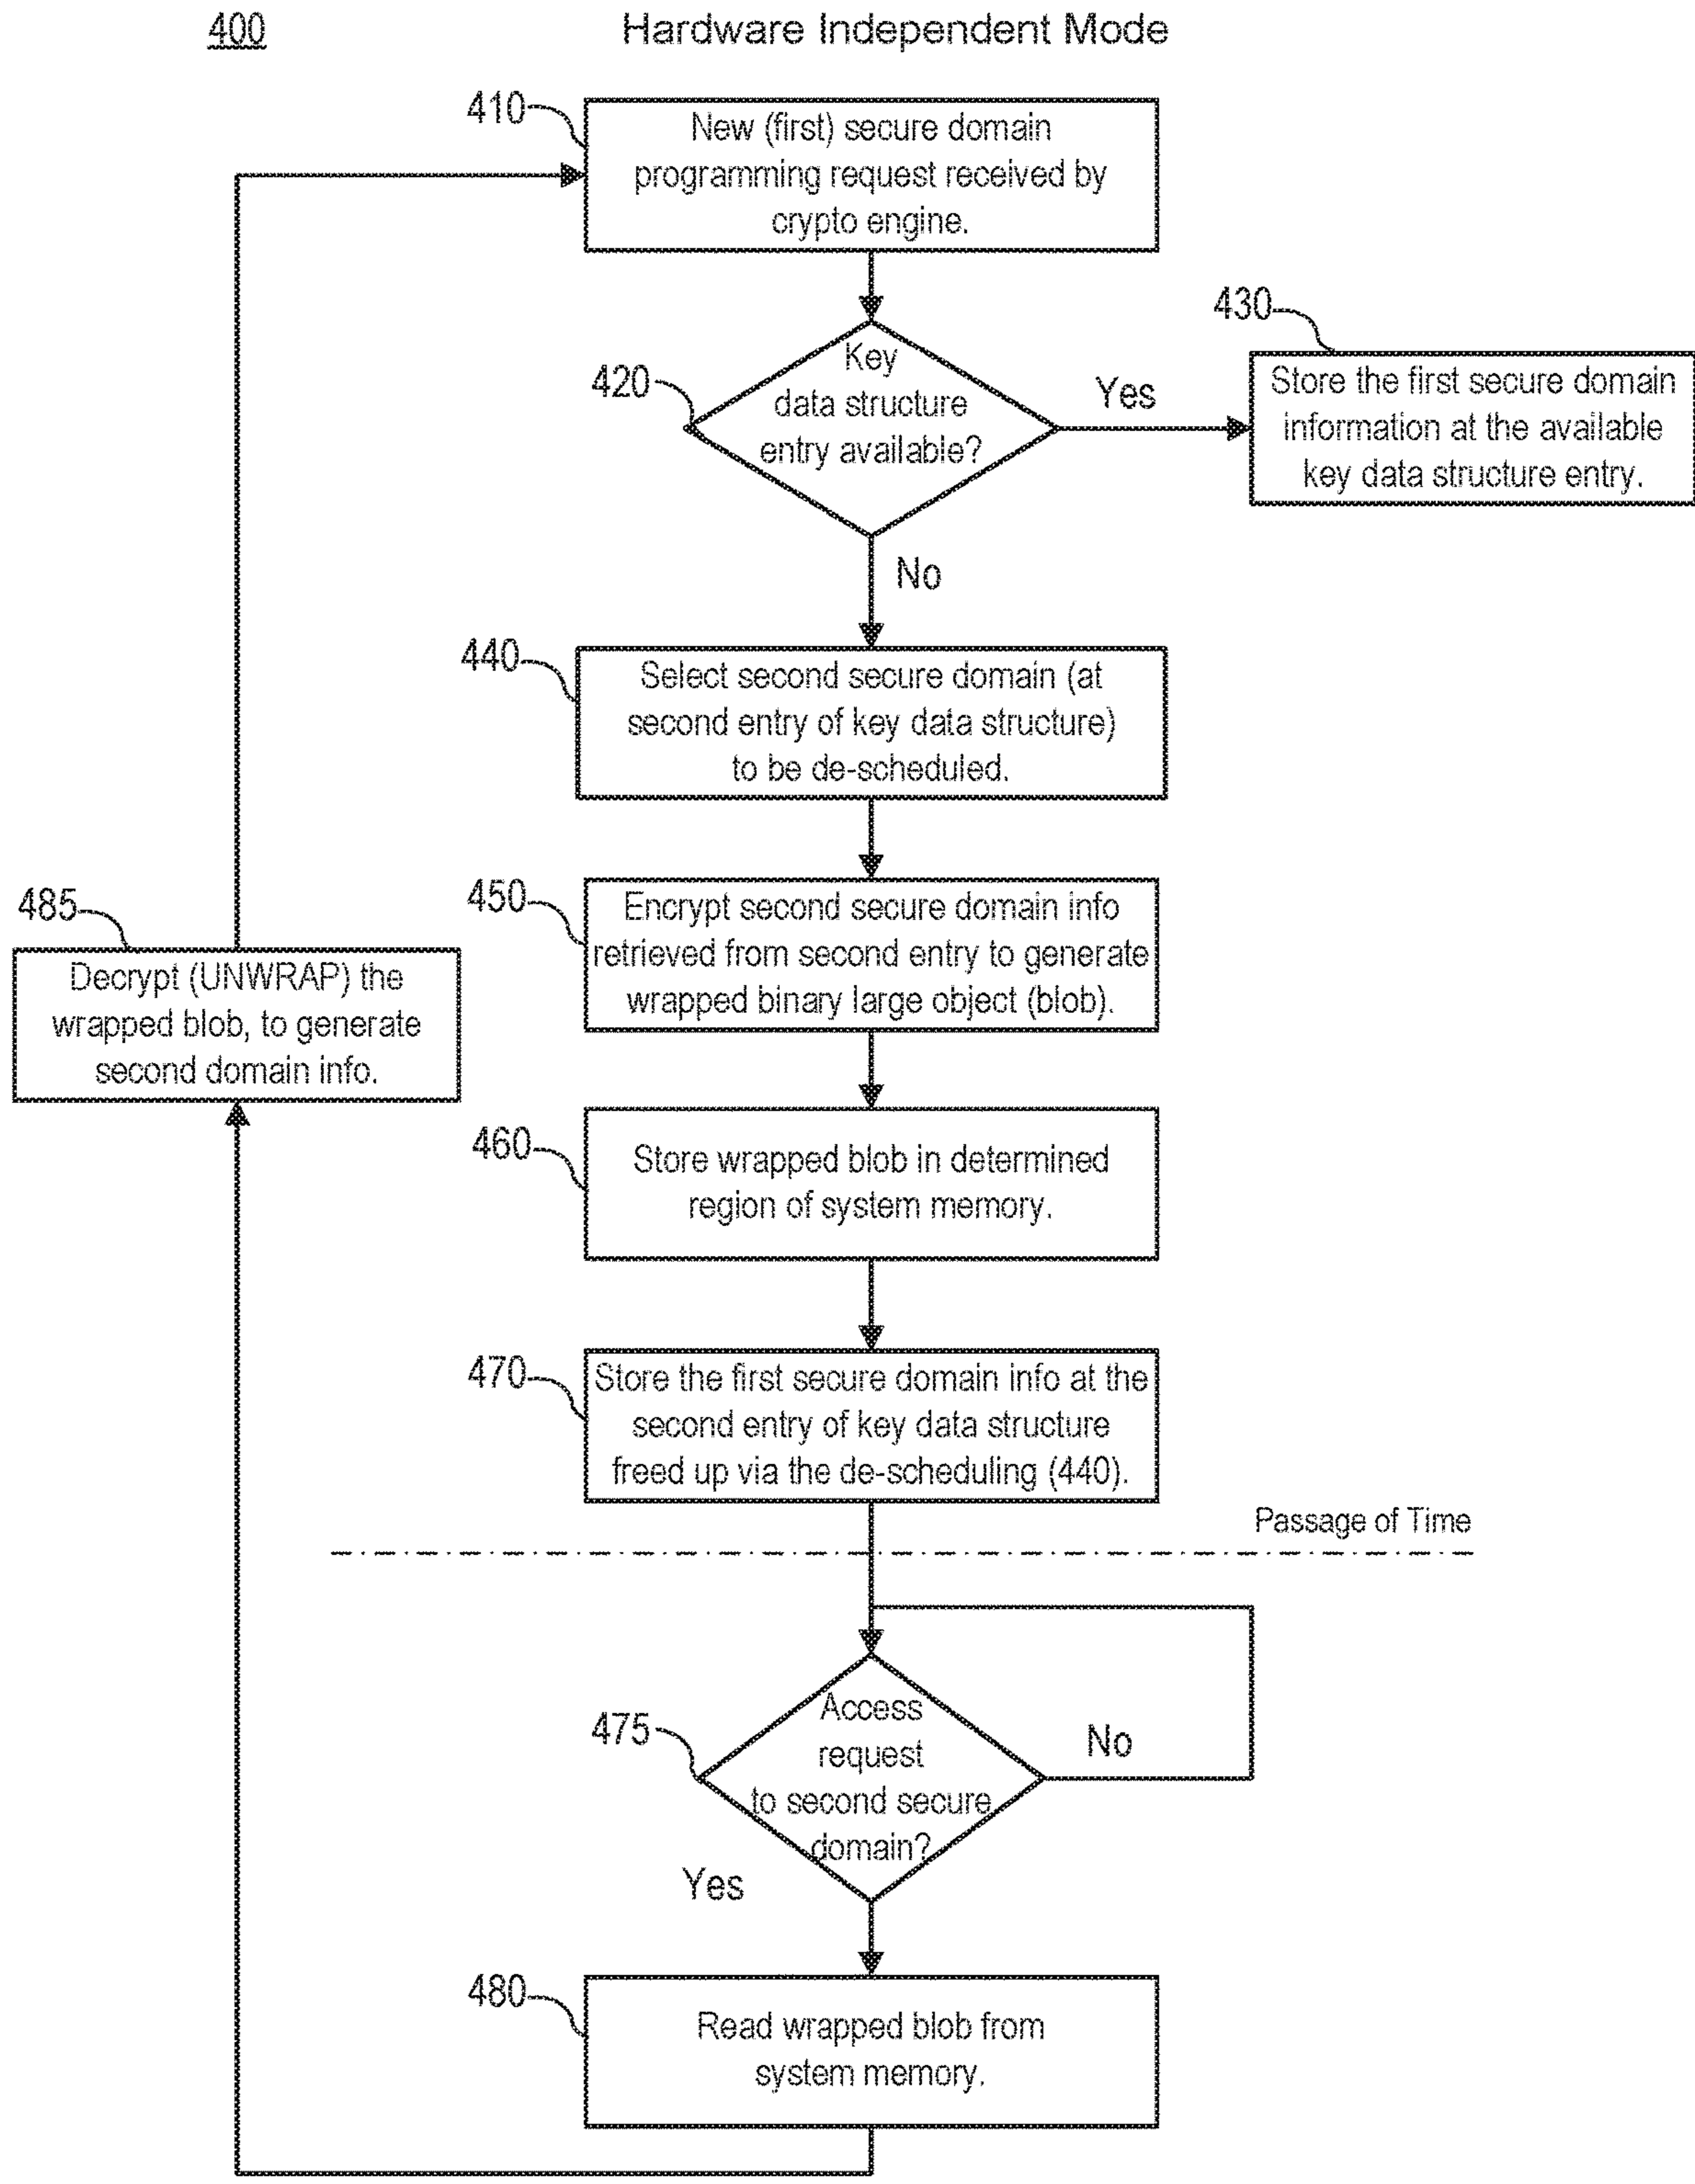 400
Hardware Independent Mode
410
New (first) secure domain
programming request received by
crypto engine.
420
Key
data structure
entry available?
Yes
430
Store the first secure domain
information at the available
key data structure entry.
No
440
Select second secure domain (at
second entry of key data structure)
to be de-scheduled.
450
Encrypt second secure domain info
retrieved from second entry to generate
wrapped binary large object (blob).
485
Decrypt (UNWRAP) the
wrapped blob, to generate
second domain info.
460
Store wrapped blob in determined
region of system memory.
470
Store the first secure domain info at the
second entry of key data structure
freed up via the de-scheduling (440).
Passage of Time
475
Access
request
to second secure
domain?
No
Yes
480
Read wrapped blob from
system memory.